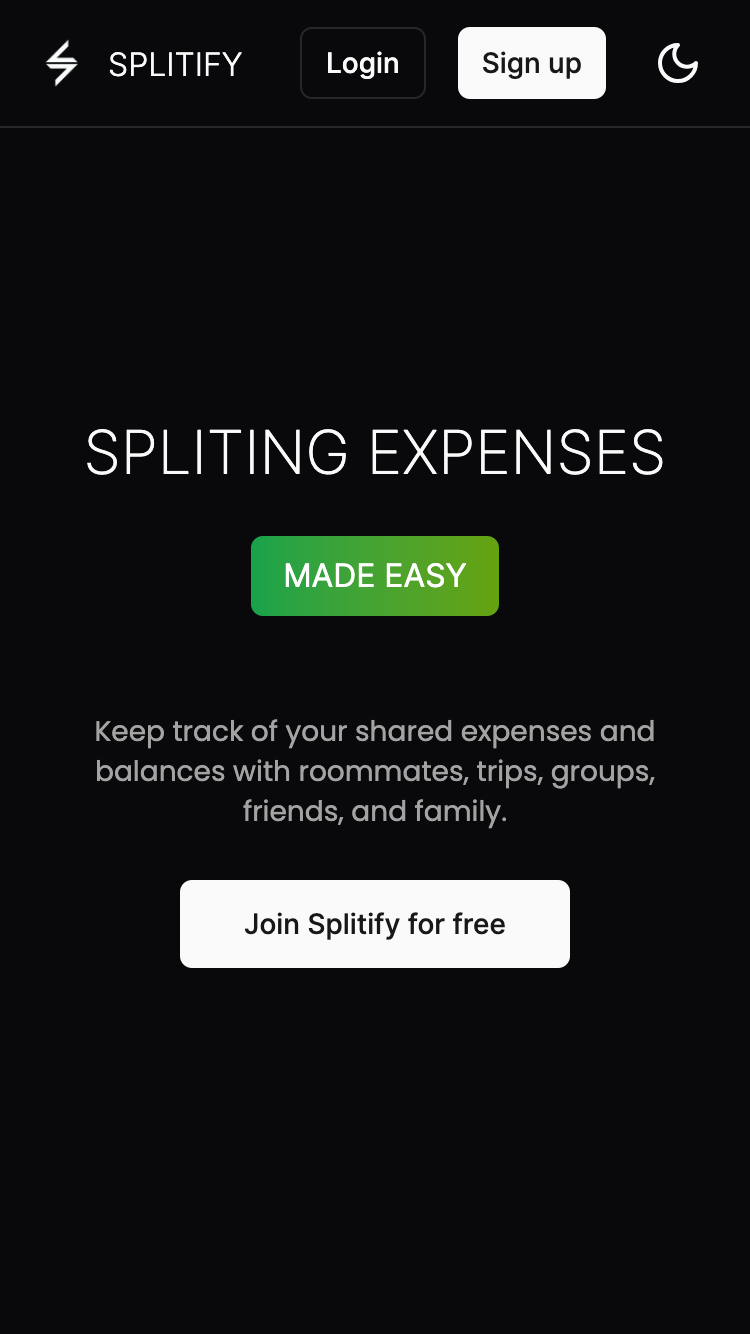 SPLITIFY
Login
Sign up
SPLITING EXPENSES
MADE EASY
Keep track of your shared expenses and
balances with roommates, trips, groups,
friends, and family.
Join Splitify for free